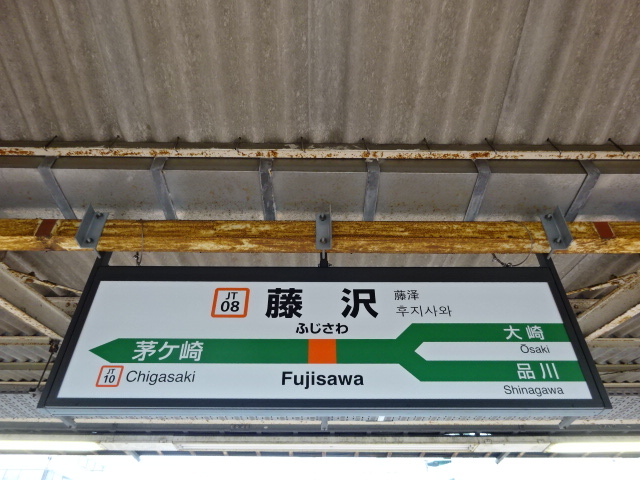 JT
08
藤沢
藤泽
후지사와
ふじさわ
茅ケ崎
JT
10
Chigasaki
Fujisawa
大崎
Ōsaki
品川
Shinagawa